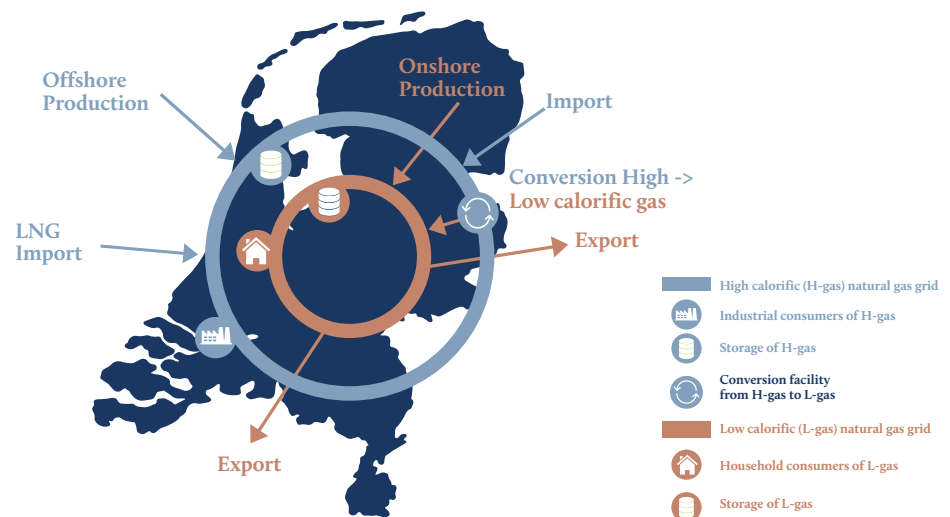 Offshore
Production
Onshore
Production
Import
Conversion High ->
Low calorific gas
Export
LNG
Import
Export
High calorific (H-gas) natural gas grid
Industrial consumers of H-gas
Storage of H-gas
Conversion facility
from H-gas to L-gas
Low calorific (L-gas) natural gas grid
Household consumers of L-gas
Storage of L-gas